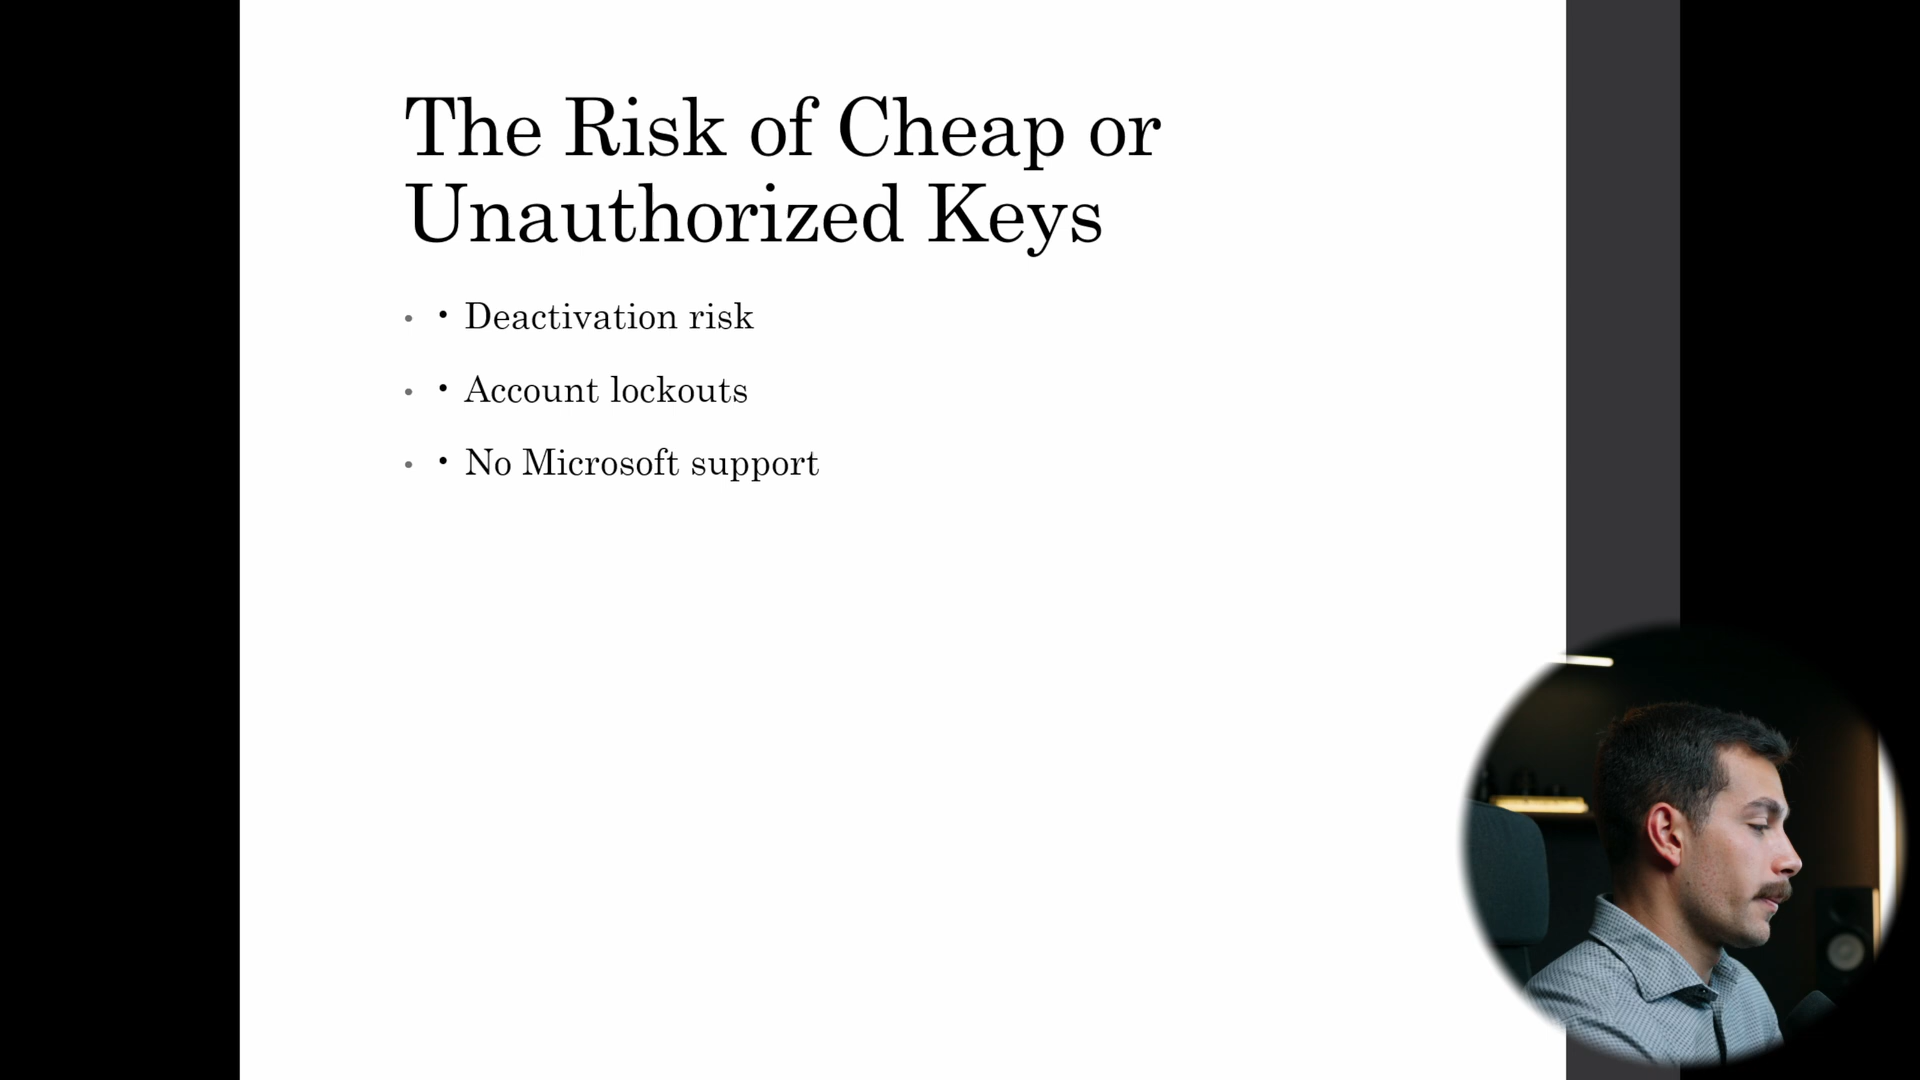 The Risk of Cheap or
Unauthorized Keys
• • Deactivation risk
• • Account lockouts
• • No Microsoft support